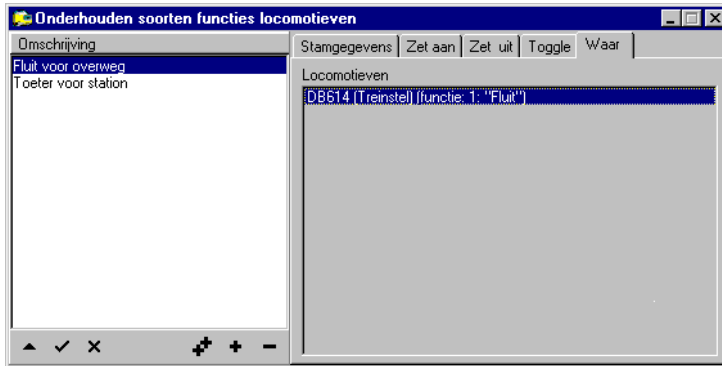 Onderhouden soorten functies locomotieven
Omschrijving
Fluit voor overweg
Toeter voor station
Stamgegevens Zet aan Zet uit Toggle Waar
Locomotieven
DB614 (Treinstel) (functie: 1: "Fluit")